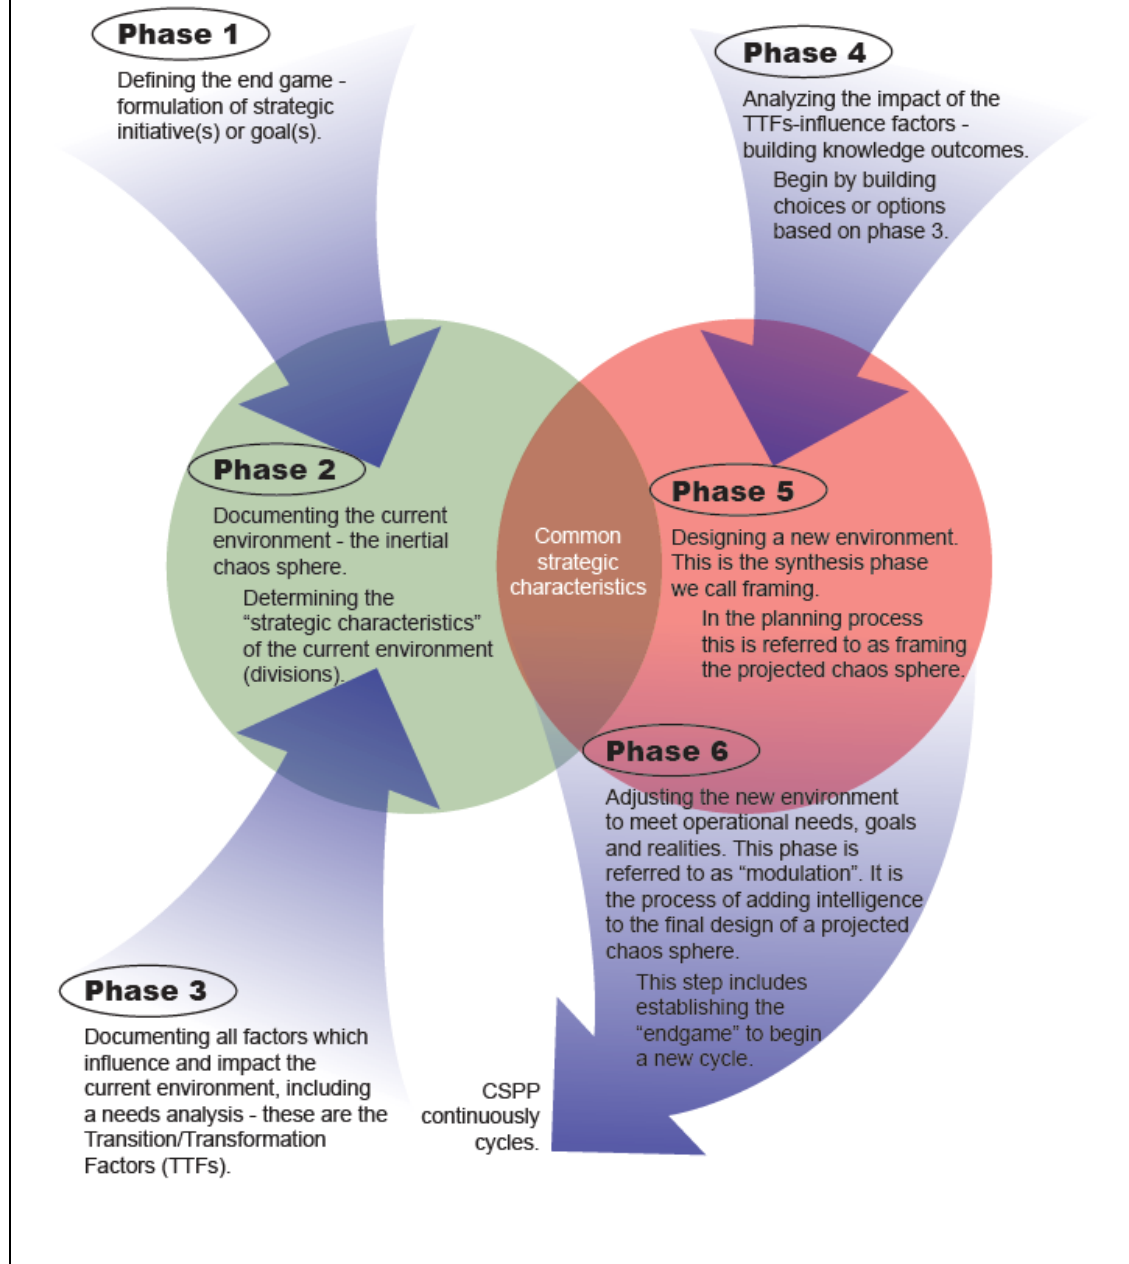 Phase 1
Defining the end game -
formulation of strategic
initiative(s) or goal(s).
Phase 4
Analyzing the impact of the
TTFs-influence factors -
building knowledge outcomes.
Begin by building
choices or options
based on phase 3.
Phase 2
Documenting the current
environment - the inertial
chaos sphere.
Determining the
“strategic characteristics”
of the current environment
(divisions).
Common
strategic
characteristics
Phase 5
Designing a new environment.
This is the synthesis phase
we call framing.
In the planning process
this is referred to as framing
the projected chaos sphere.
Phase 3
Documenting all factors which
influence and impact the
current environment, including
a needs analysis - these are the
Transition/Transformation
Factors (TTFs).
Phase 6
Adjusting the new environment
to meet operational needs, goals
and realities. This phase is
referred to as “modulation”. It is
the process of adding intelligence
to the final design of a projected
chaos sphere.
This step includes
establishing the
“endgame” to begin
a new cycle.
CSPP
continuously
cycles.